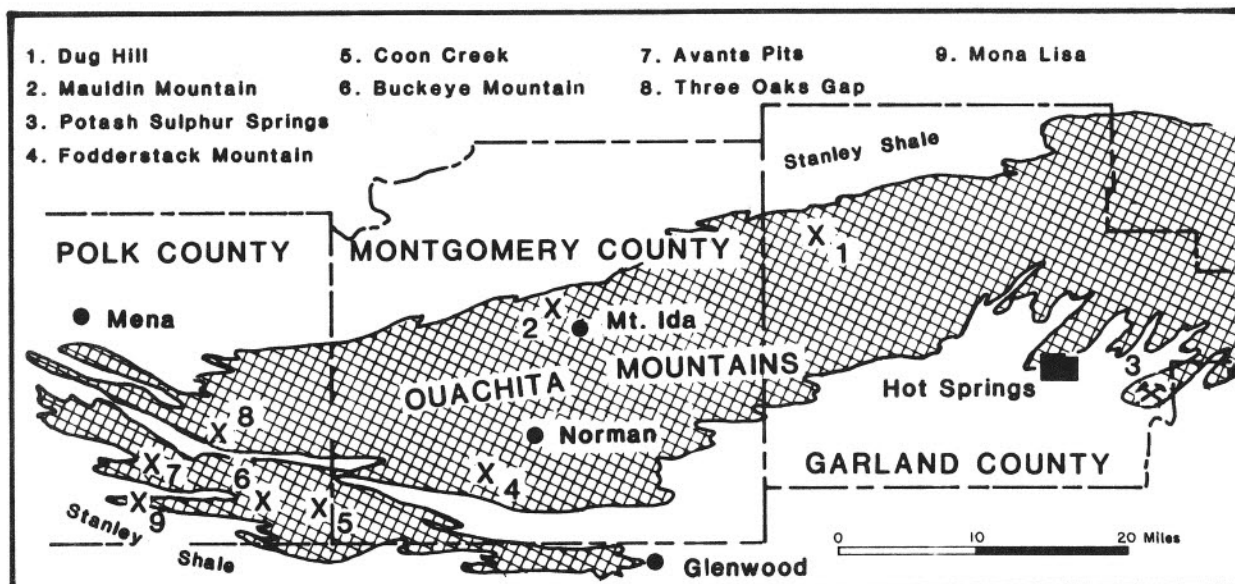 1. Dug Hill
2. Mauldin Mountain
3. Potash Sulphur Springs
4. Fodderstack Mountain
5. Coon Creek
6. Buckeye Mountain
7. Avants Pits
8. Three Oaks Gap
9. Mona Lisa
Stanley Shale
POLK COUNTY
MONTGOMERY COUNTY
X 1
Mena
2 X
Mt. Ida
OUACHITA MOUNTAINS
Hot Springs
3
8
X
Norman
X 7
6
X
X 4
GARLAND COUNTY
X 9
X 5
Stanley Shale
Glenwood
0 10 20 Miles